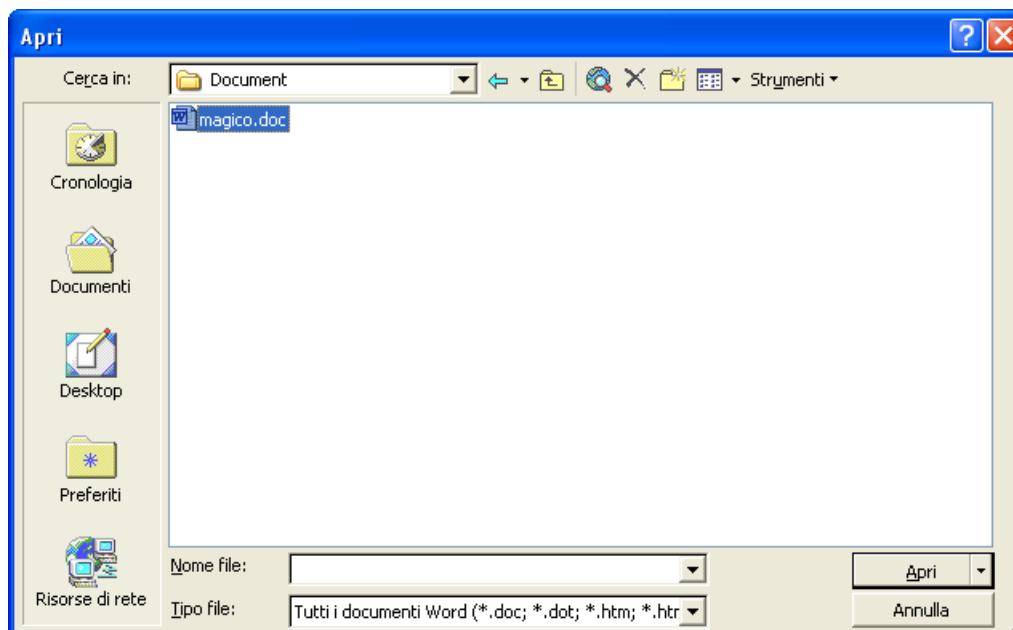 Apri
Cerca in:
Document
Strumenti
magico.doc
Cronologia
Documenti
Desktop
Preferiti
Risorse di rete
Nome file:
Apri
Tipo file:
Tutti i documenti Word (*.doc; *.dot; *.htm; *.htr
Annulla